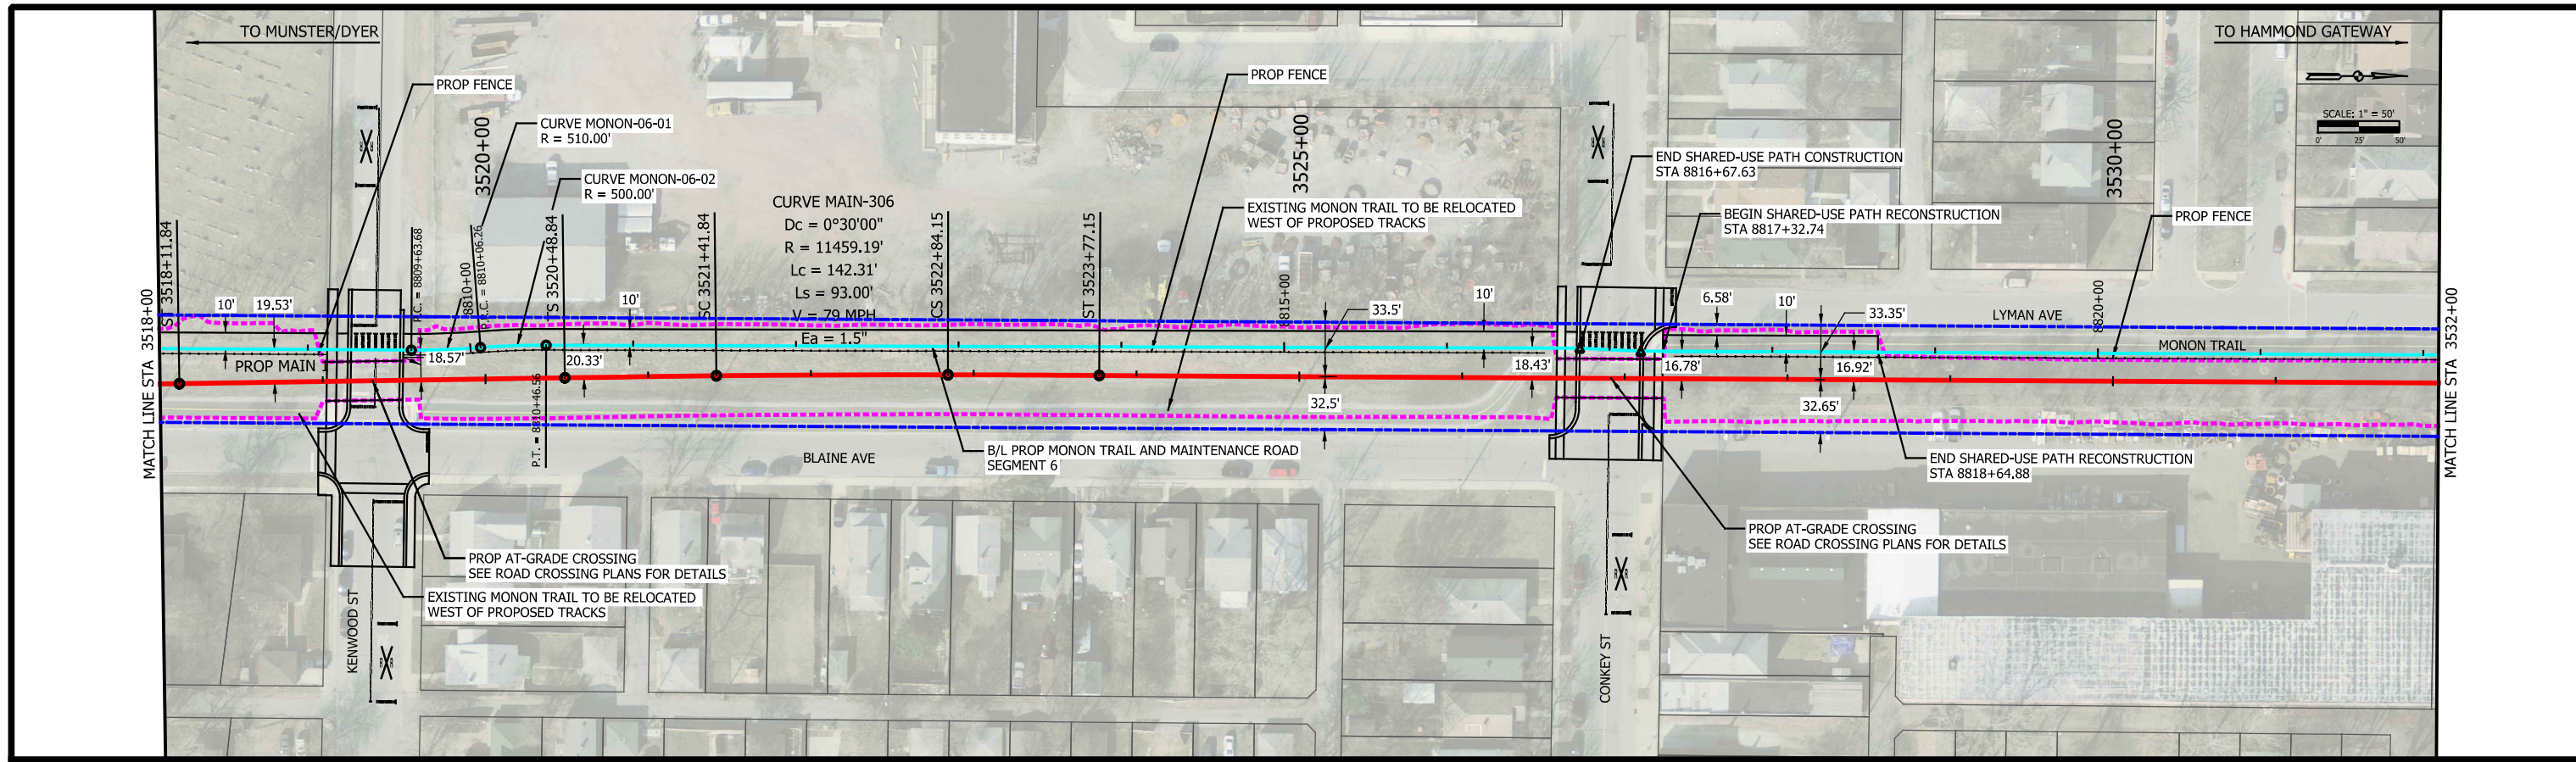 TO MUNSTER/DYER
TO HAMMOND GATEWAY
SCALE: 1" = 50'
0' 25' 50'
PROP FENCE
CURVE MONON-06-01
R = 510.00'
CURVE MONON-06-02
R = 500.00'
3520+00
CURVE MAIN-306
Dc = 0°30'00"
R = 11459.19'
Lc = 142.31'
Ls = 93.00'
V = 79 MPH
Ea = 1.5"
PROP FENCE
3525+00
EXISTING MONON TRAIL TO BE RELOCATED
WEST OF PROPOSED TRACKS
END SHARED-USE PATH CONSTRUCTION
STA 8816+67.63
BEGIN SHARED-USE PATH RECONSTRUCTION
STA 8817+32.74
3530+00
PROP FENCE
MATCH LINE STA 3518+00
ST 3518+11.84
P.C. = 8809+63.68
8810+00
P.R.C. = 8810+06.26
TS 3520+48.84
SC 3521+41.84
CS 3522+84.15
ST 3523+77.15
8815+00
8820+00
MATCH LINE STA 3532+00
10'
19.53'
10'
33.5'
10'
6.58'
10'
33.35'
LYMAN AVE
MONON TRAIL
PROP MAIN 1
18.57'
20.33'
18.43'
16.78'
16.92'
P.T. = 8810+46.56
32.5'
32.65'
BLAINE AVE
B/L PROP MONON TRAIL AND MAINTENANCE ROAD
SEGMENT 6
END SHARED-USE PATH RECONSTRUCTION
STA 8818+64.88
PROP AT-GRADE CROSSING
SEE ROAD CROSSING PLANS FOR DETAILS
PROP AT-GRADE CROSSING
SEE ROAD CROSSING PLANS FOR DETAILS
EXISTING MONON TRAIL TO BE RELOCATED
WEST OF PROPOSED TRACKS
KENWOOD ST
CONKEY ST